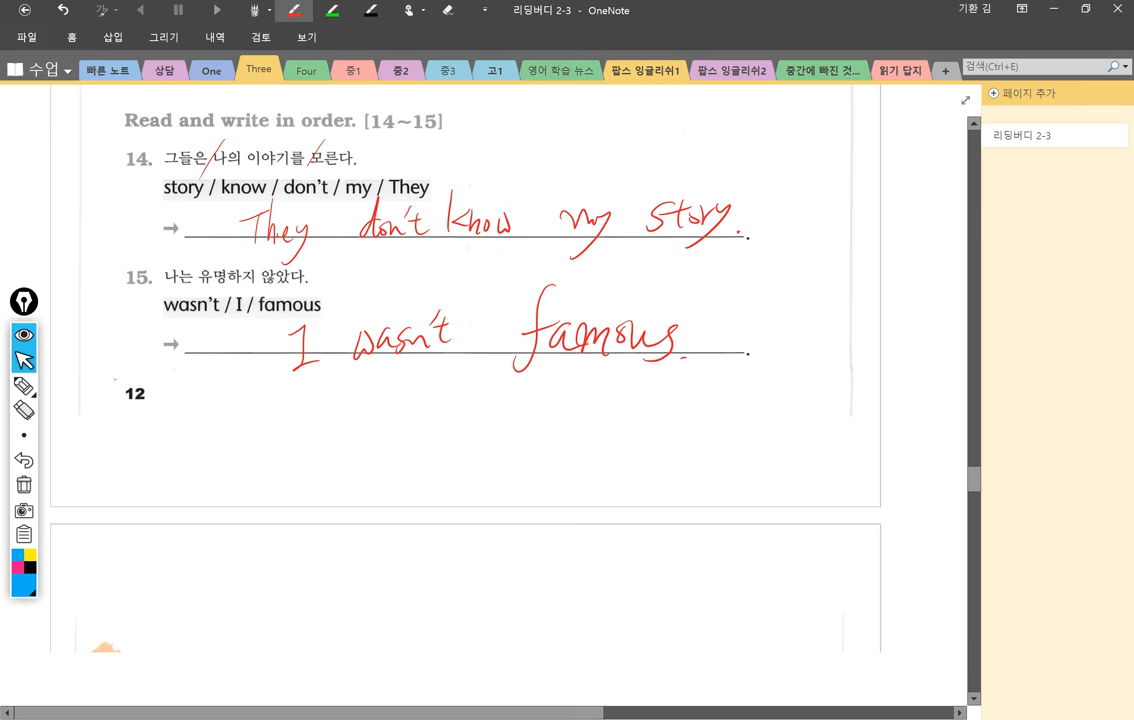 리딩버디 2-3 - OneNote
기환 김
파일 홈 삽입 그리기 내역 검토 보기
수업 빠른 노트 상담 One Three Four 중1 중2 중3 고1 영어 학습 뉴스 팝스 잉글리쉬1 팝스 잉글리쉬2 중간에 빠진 것... 읽기 답지 + 검색(Ctrl+E)
페이지 추가
리딩버디 2-3
Read and write in order. [14~15]
14. 그들은 나의 이야기를 모른다.
story / know / don't / my / They
→ They don't know my story. .
15. 나는 유명하지 않았다.
wasn't / I / famous
→ I wasn't famous. .
12